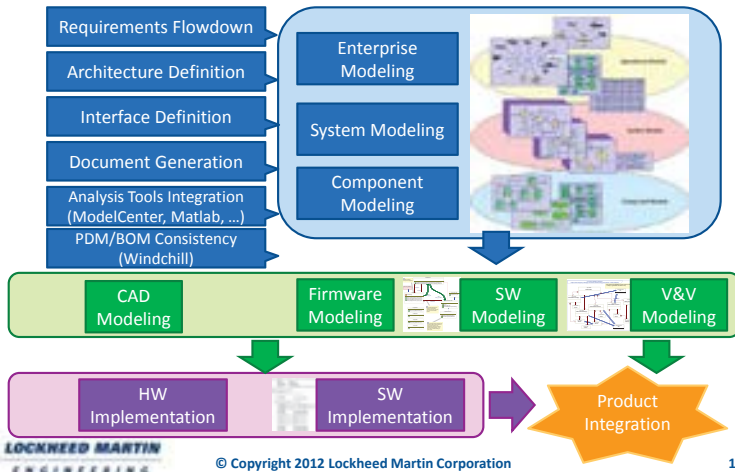 Requirements Flowdown
Architecture Definition
Interface Definition
Document Generation
Analysis Tools Integration
(ModelCenter, Matlab, ...)
PDM/BOM Consistency
(Windchill)
Enterprise
Modeling
System Modeling
Component
Modeling
CAD
Modeling
Firmware
Modeling
SW
Modeling
V&V
Modeling
HW
Implementation
SW
Implementation
Product
Integration
LOCKHEED MARTIN
ENGINEERING
© Copyright 2012 Lockheed Martin Corporation
1